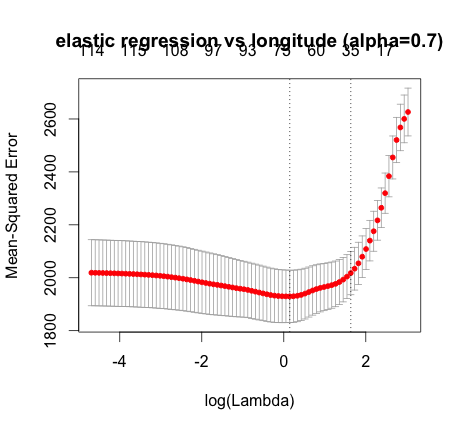 elastic regression vs longitude (alpha=0.7)
114 115 108 97 93 75 60 35 17
Mean-Squared Error
2600
2400
2200
2000
1800
-4 -2 0 2
log(Lambda)